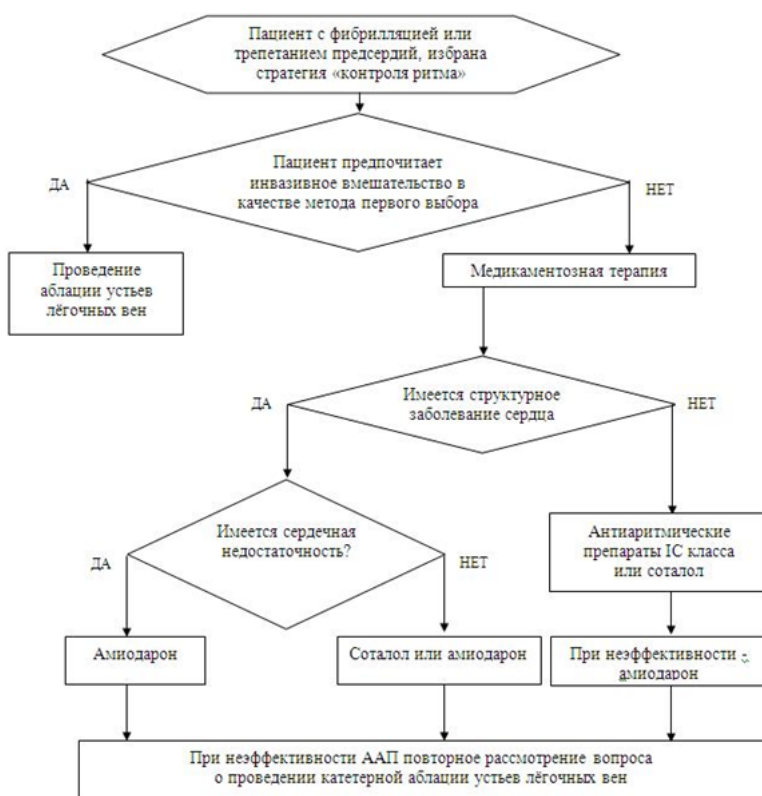 Пациент с фибрилляцией или
трепетанием предсердий, избрана
стратегия «контроля ритма»
Пациент предпочитает
инвазивное вмешательство в
качестве метода первого выбора
ДА
НЕТ
Проведение
аблации устьев
лёгочных вен
Медикаментозная терапия
Имеется структурное
заболевание сердца
ДА
НЕТ
Имеется сердечная
недостаточность?
ДА
НЕТ
Антиаритмические
препараты IC класса
или соталол
Амиодарон
Соталол или амиодарон
При неэффективности -
амиодарон
При неэффективности ААП повторное рассмотрение вопроса
о проведении катетерной аблации устьев лёгочных вен